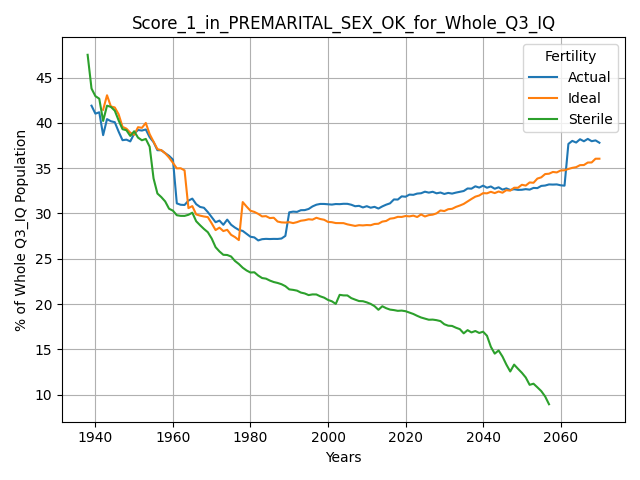 Score_1_in_PREMARITAL_SEX_OK_for_Whole_Q3_IQ
Fertility
Actual
Ideal
Sterile
% of Whole Q3_IQ Population
45
40
35
30
25
20
15
10
1940
1960
1980
2000
2020
2040
2060
Years